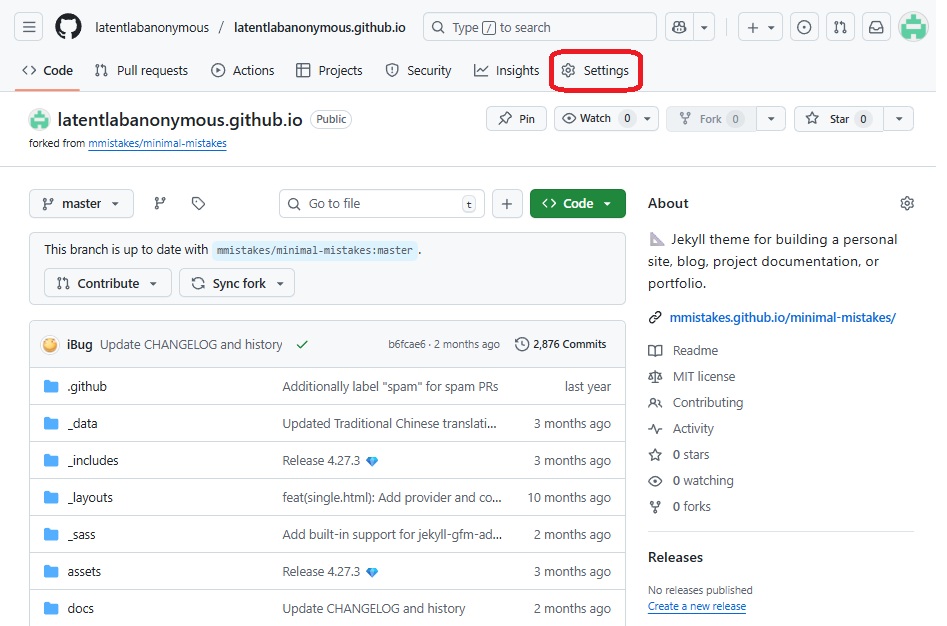 latentlabanonymous / latentlabanonymous.github.io
Type / to search
Code Pull requests Actions Projects Security Insights Settings
latentlabanonymous.github.io Public
forked from mmistakes/minimal-mistakes
Pin Watch 0 Fork 0 Star 0
master
Go to file t
Code
This branch is up to date with mmistakes/minimal-mistakes:master .
Contribute Sync fork
iBug Update CHANGELOG and history b6fcae6 · 2 months ago 2,876 Commits
.github Additionally label "spam" for spam PRs last year
_data Updated Traditional Chinese translati... 3 months ago
_includes Release 4.27.3 3 months ago
_layouts feat(single.html): Add provider and co... 10 months ago
_sass Add built-in support for jekyll-gfm-ad... 2 months ago
assets Release 4.27.3 3 months ago
docs Update CHANGELOG and history 2 months ago
About
Jekyll theme for building a personal
site, blog, project documentation, or
portfolio.
mmistakes.github.io/minimal-mistakes/
Readme
MIT license
Contributing
Activity
0 stars
0 watching
0 forks
Releases
No releases published
Create a new release